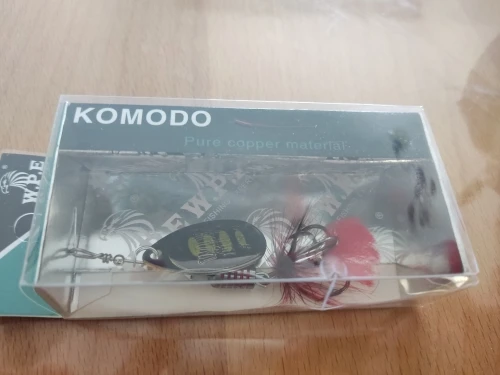 KOMODO
Pure copper material
W.P.E
W.P.E